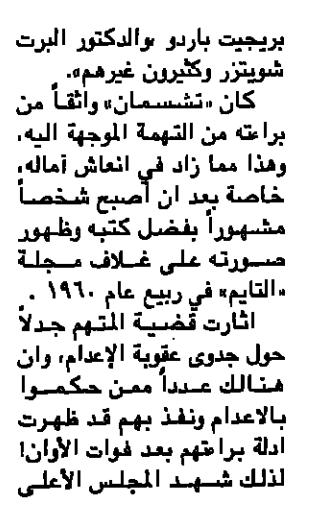 بريجيت باردو ،والدكتور البرت
شويتزر وكثيرون غيرهم».
كان «تشسمان» واثقاً من
براءته من التهمة الموجهة اليه،
وهذا مما زاد في انعاش آماله،
خاصة بعد ان أصبح شخصاً
مشهوراً بفضل كتبه وظهور
صورته على غلاف مجلة
«التايم» في ربيع عام ١٩٦٠ .
اثارت قضية المتهم جدلاً
حول جدوى عقوبة الإعدام، وان
هنالك عدداً ممن حكموا
بالاعدام ونفذ بهم قد ظهرت
ادلة براءتهم بعد فوات الأوان!
لذلك شهد المجلس الأعلى